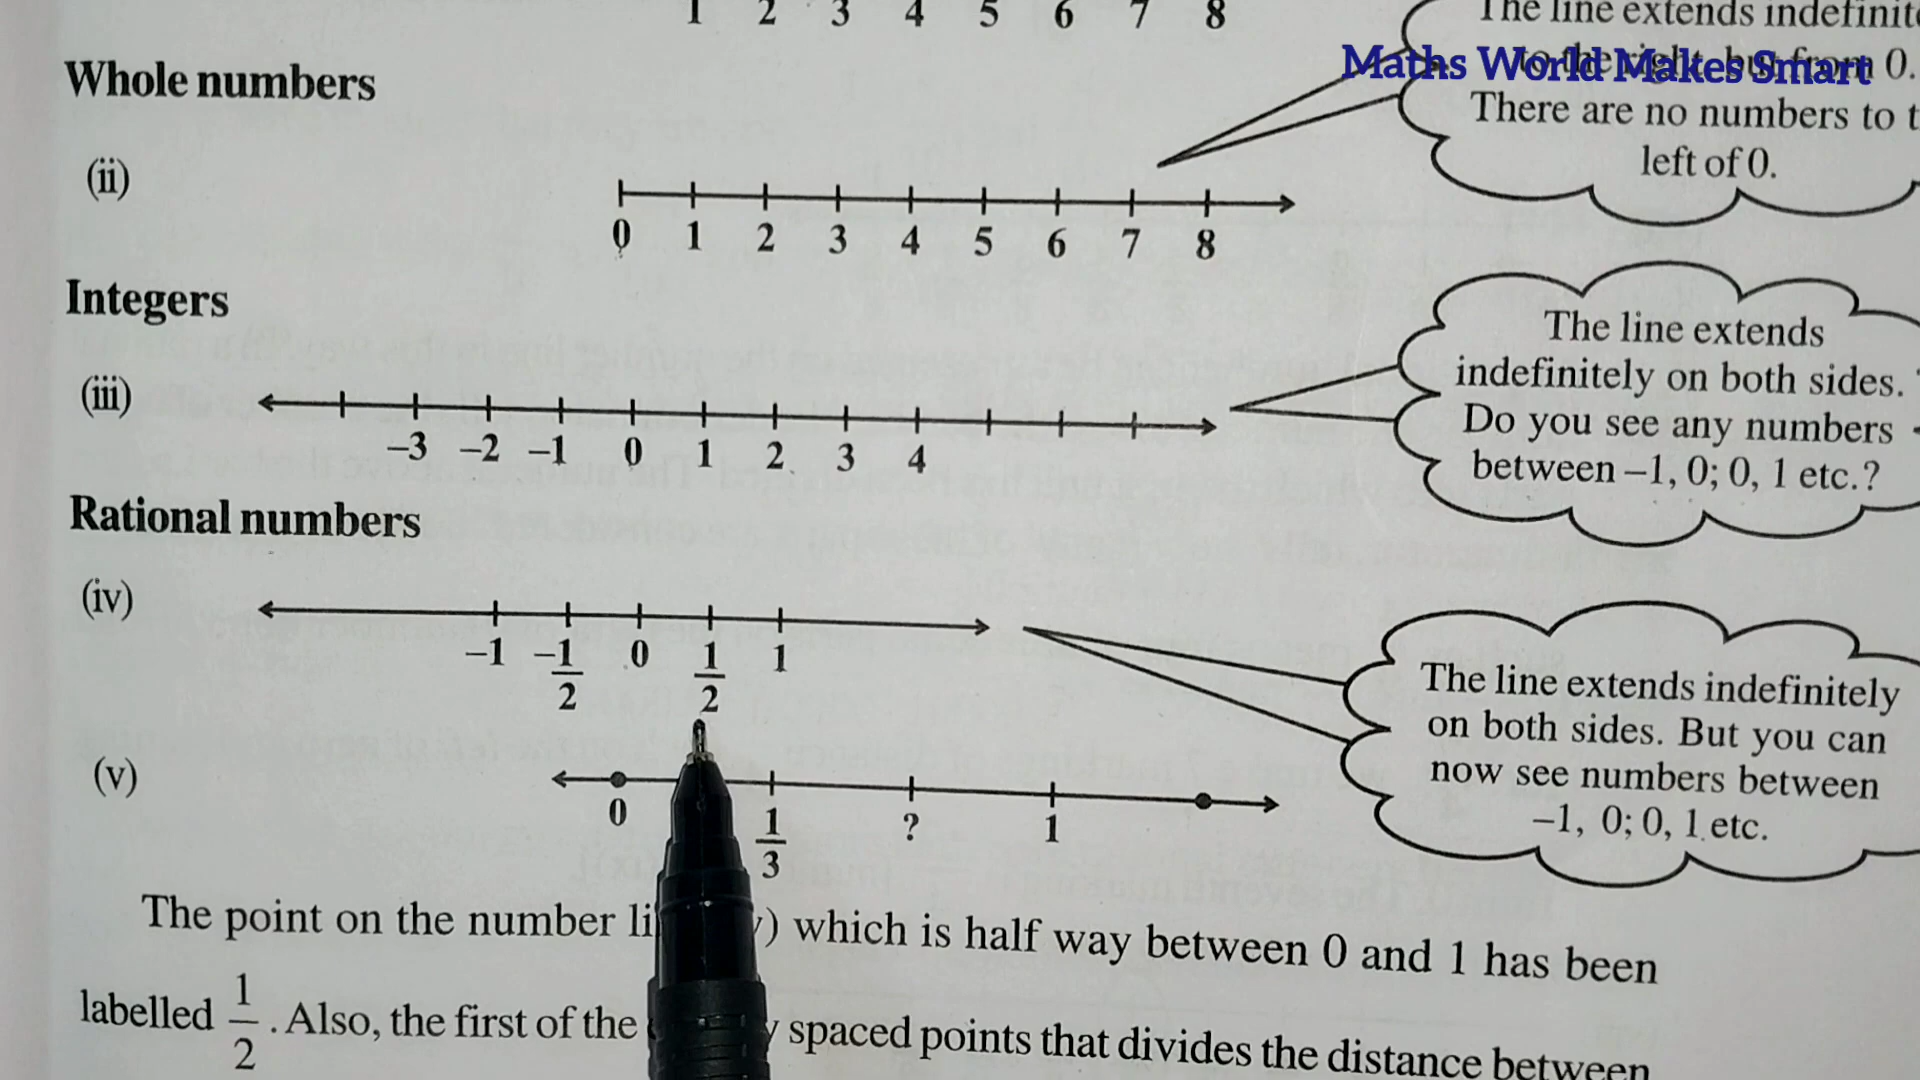 1 2 3 4 5 6 7 8
The line extends
Maths World Makes Smart
0.
There are no numbers to
left of 0.
Whole numbers
(ii)
0 1 2 3 4 5 6 7 8
Integers
(iii)
–3 –2 –1 0 1 2 3 4
The line extends
indefinitely on both sides.
Do you see any numbers
between –1, 0; 0, 1 etc.?
Rational numbers
(iv)
–1 –1/2 0 1/2 1
The line extends indefinitely
on both sides. But you can
now see numbers between
–1, 0; 0, 1 etc.
(v)
0 1/3 ? 1
The point on the number which is half way between 0 and 1 has been
labelled 1/2. Also, the first of the spaced points that divides the distance between